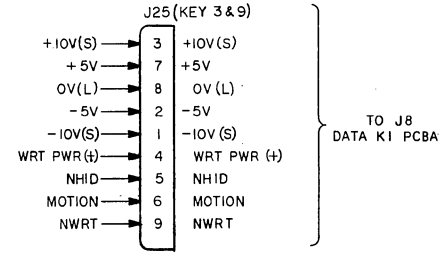 J25 (KEY 3 & 9)
+10V(S) 3 +10V(S)
+5V 7 +5V
0V(L) 8 0V(L)
-5V 2 -5V
-10V(S) 1 -10V(S)
WRT PWR (+) 4 WRT PWR (+)
NHID 5 NHID
MOTION 6 MOTION
NWRT 9 NWRT
TO J8
DATA K1 PCBA